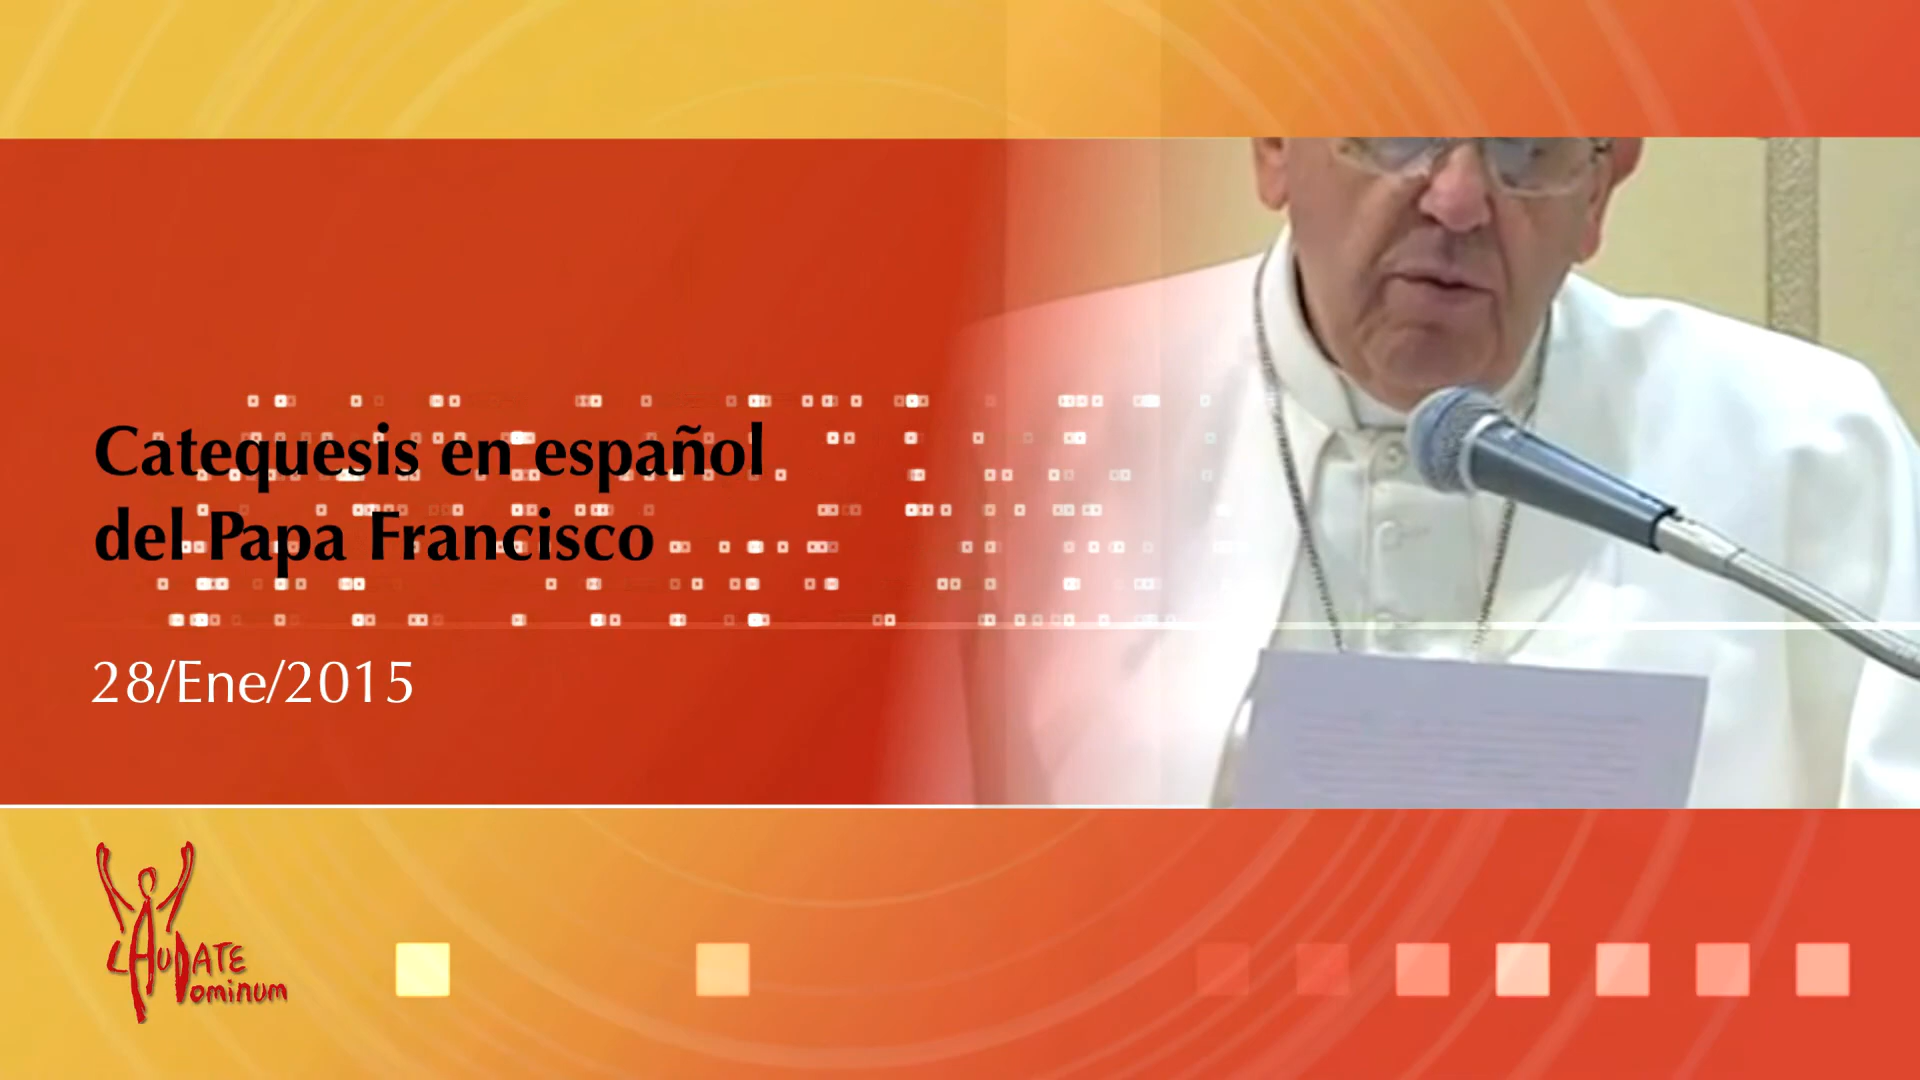 Catequesis en español
del Papa Francisco
28/Ene/2015
LAUDATE
Dominum